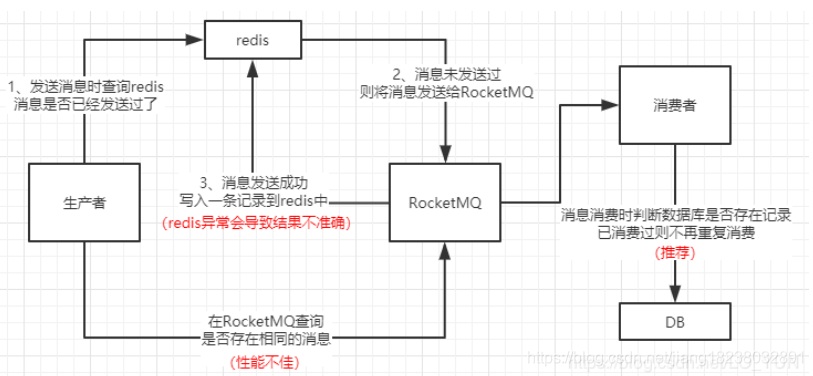 redis
1、发送消息时查询redis
消息是否已经发送过了
2、消息未发送过
则将消息发送给RocketMQ
消费者
生产者
3、消息发送成功
写入一条记录到redis中
(redis异常会导致结果不准确)
RocketMQ
消息消费时判断数据库是否存在记录
已消费过则不再重复消费
(推荐)
在RocketMQ查询
是否存在相同的消息
(性能不佳)
DB